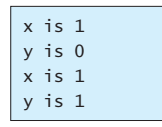 x is 1
y is 0
x is 1
y is 1